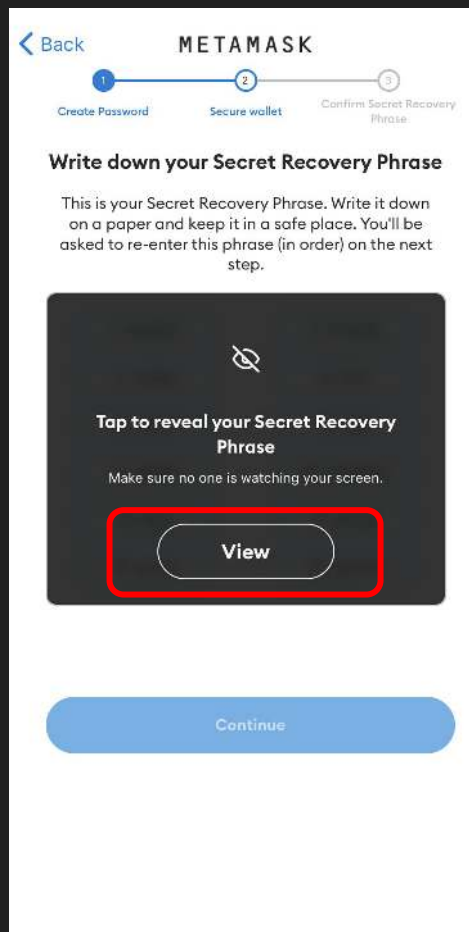 Back
METAMASK
1 2 3
Create Password Secure wallet Confirm Secret Recovery
Phrase
Write down your Secret Recovery Phrase
This is your Secret Recovery Phrase. Write it down
on a paper and keep it in a safe place. You'll be
asked to re-enter this phrase (in order) on the next
step.
Tap to reveal your Secret Recovery
Phrase
Make sure no one is watching your screen.
View
Continue